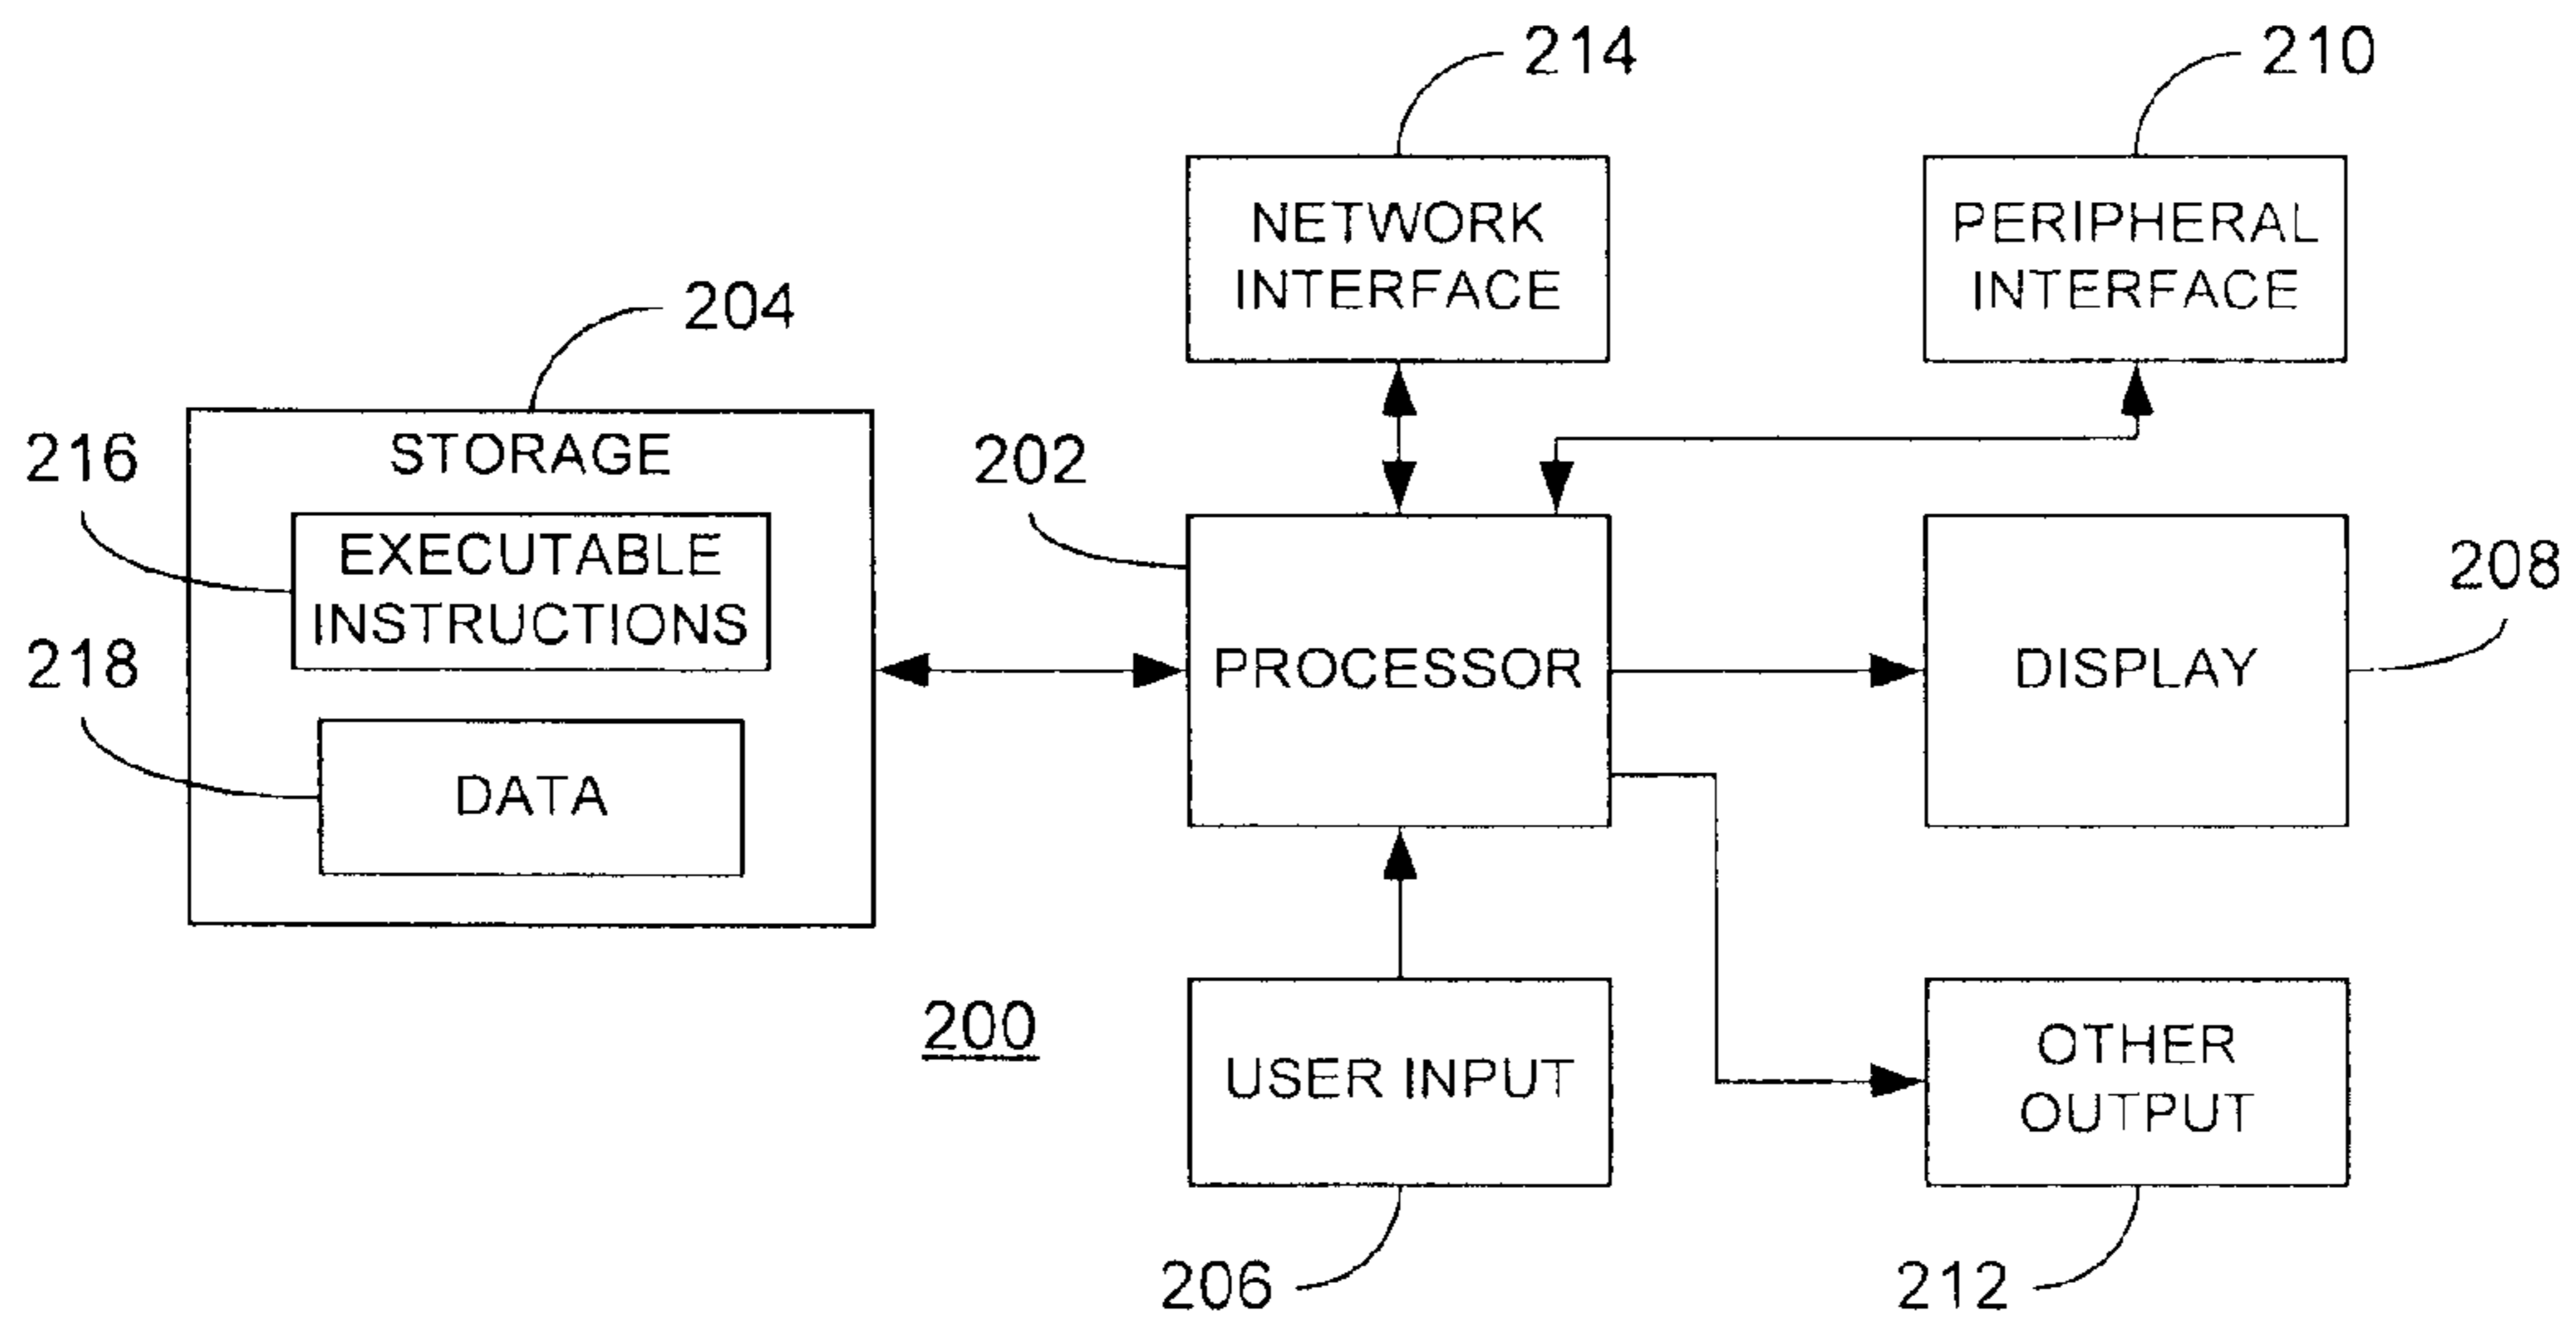 214
210
NETWORK
INTERFACE
PERIPHERAL
INTERFACE
204
STORAGE
216
EXECUTABLE
INSTRUCTIONS
218
DATA
202
PROCESSOR
DISPLAY
208
200
USER INPUT
OTHER
OUTPUT
206
212